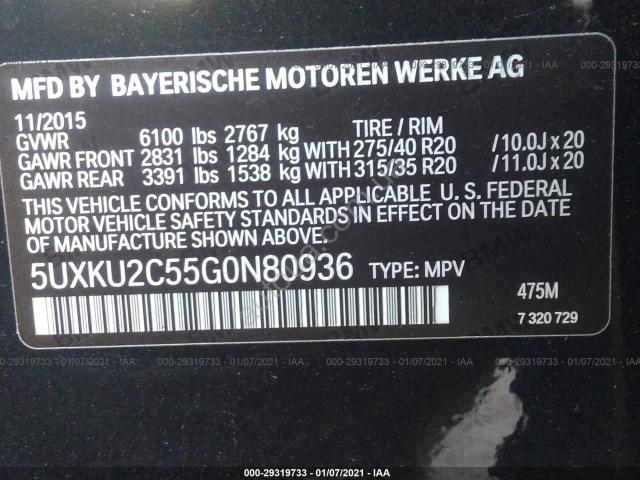 MFD BY BAYERISCHE MOTOREN WERKE AG
11/2015
GVWR 6100 lbs 2767 kg TIRE / RIM
GAWR FRONT 2831 lbs 1284 kg WITH 275/40 R20 /10.0J x 20
GAWR REAR 3391 lbs 1538 kg WITH 315/35 R20 /11.0J x 20
THIS VEHICLE CONFORMS TO ALL APPLICABLE U. S. FEDERAL
MOTOR VEHICLE SAFETY STANDARDS IN EFFECT ON THE DATE
OF MANUFACTURE SHOWN ABOVE.
5UXKU2C55G0N80936 TYPE: MPV
475M
7 320 729
000-29319733 - 01/07/2021 - IAA